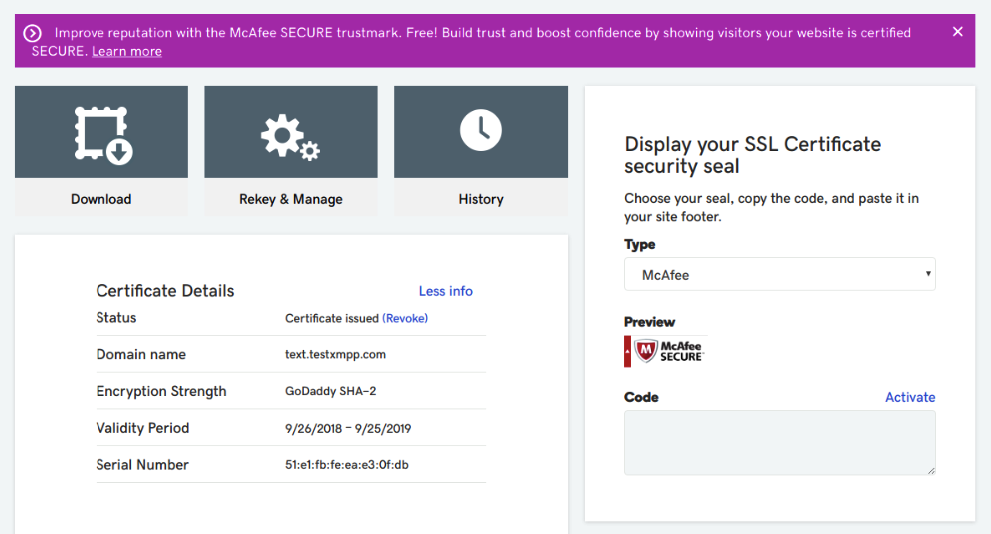 Improve reputation with the McAfee SECURE trustmark. Free! Build trust and boost confidence by showing visitors your website is certified
SECURE. Learn more
Download
Rekey & Manage
History
Certificate Details
Less info
Status
Certificate issued (Revoke)
Domain name
text.testxmpp.com
Encryption Strength
GoDaddy SHA-2
Validity Period
9/26/2018 - 9/25/2019
Serial Number
51:e1:fb:fe:ea:e3:0f:db
Display your SSL Certificate
security seal
Choose your seal, copy the code, and paste it in
your site footer.
Type
McAfee
Preview
McAfee
SECURE
Code
Activate